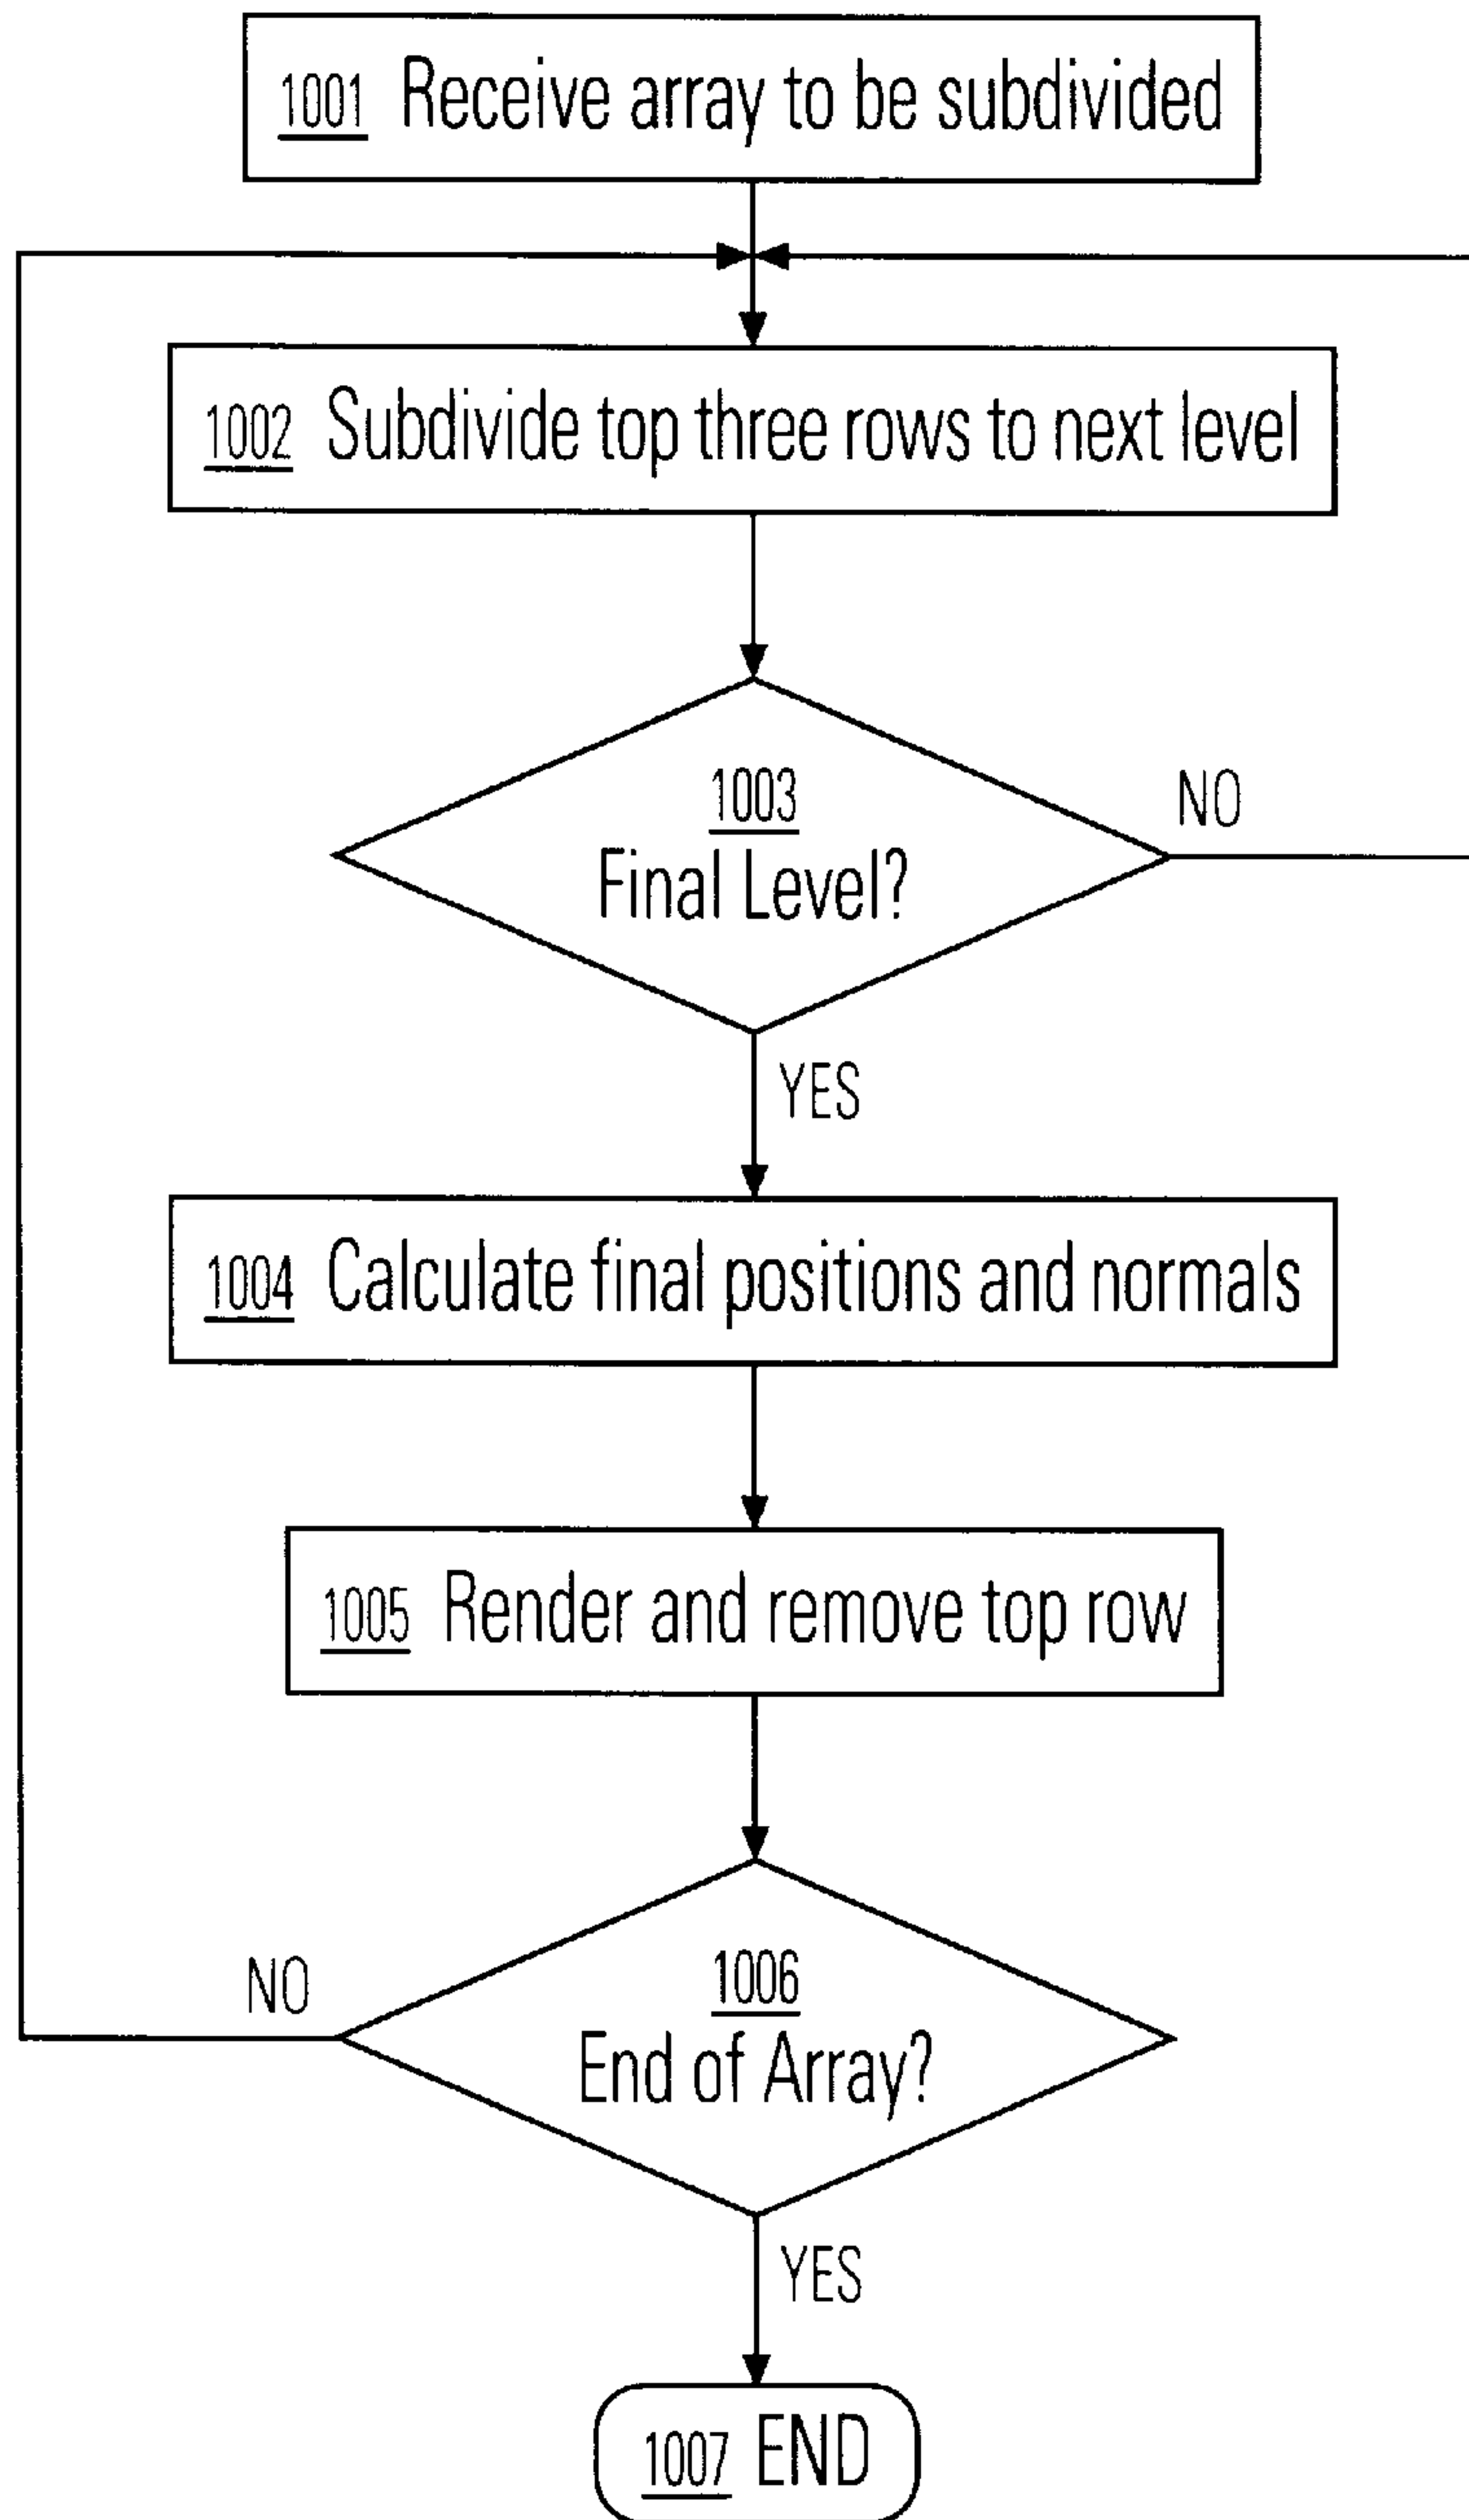 1001 Receive array to be subdivided
1002 Subdivide top three rows to next level
1003
Final Level?
NO
YES
1004 Calculate final positions and normals
1005 Render and remove top row
1006
End of Array?
NO
YES
1007 END